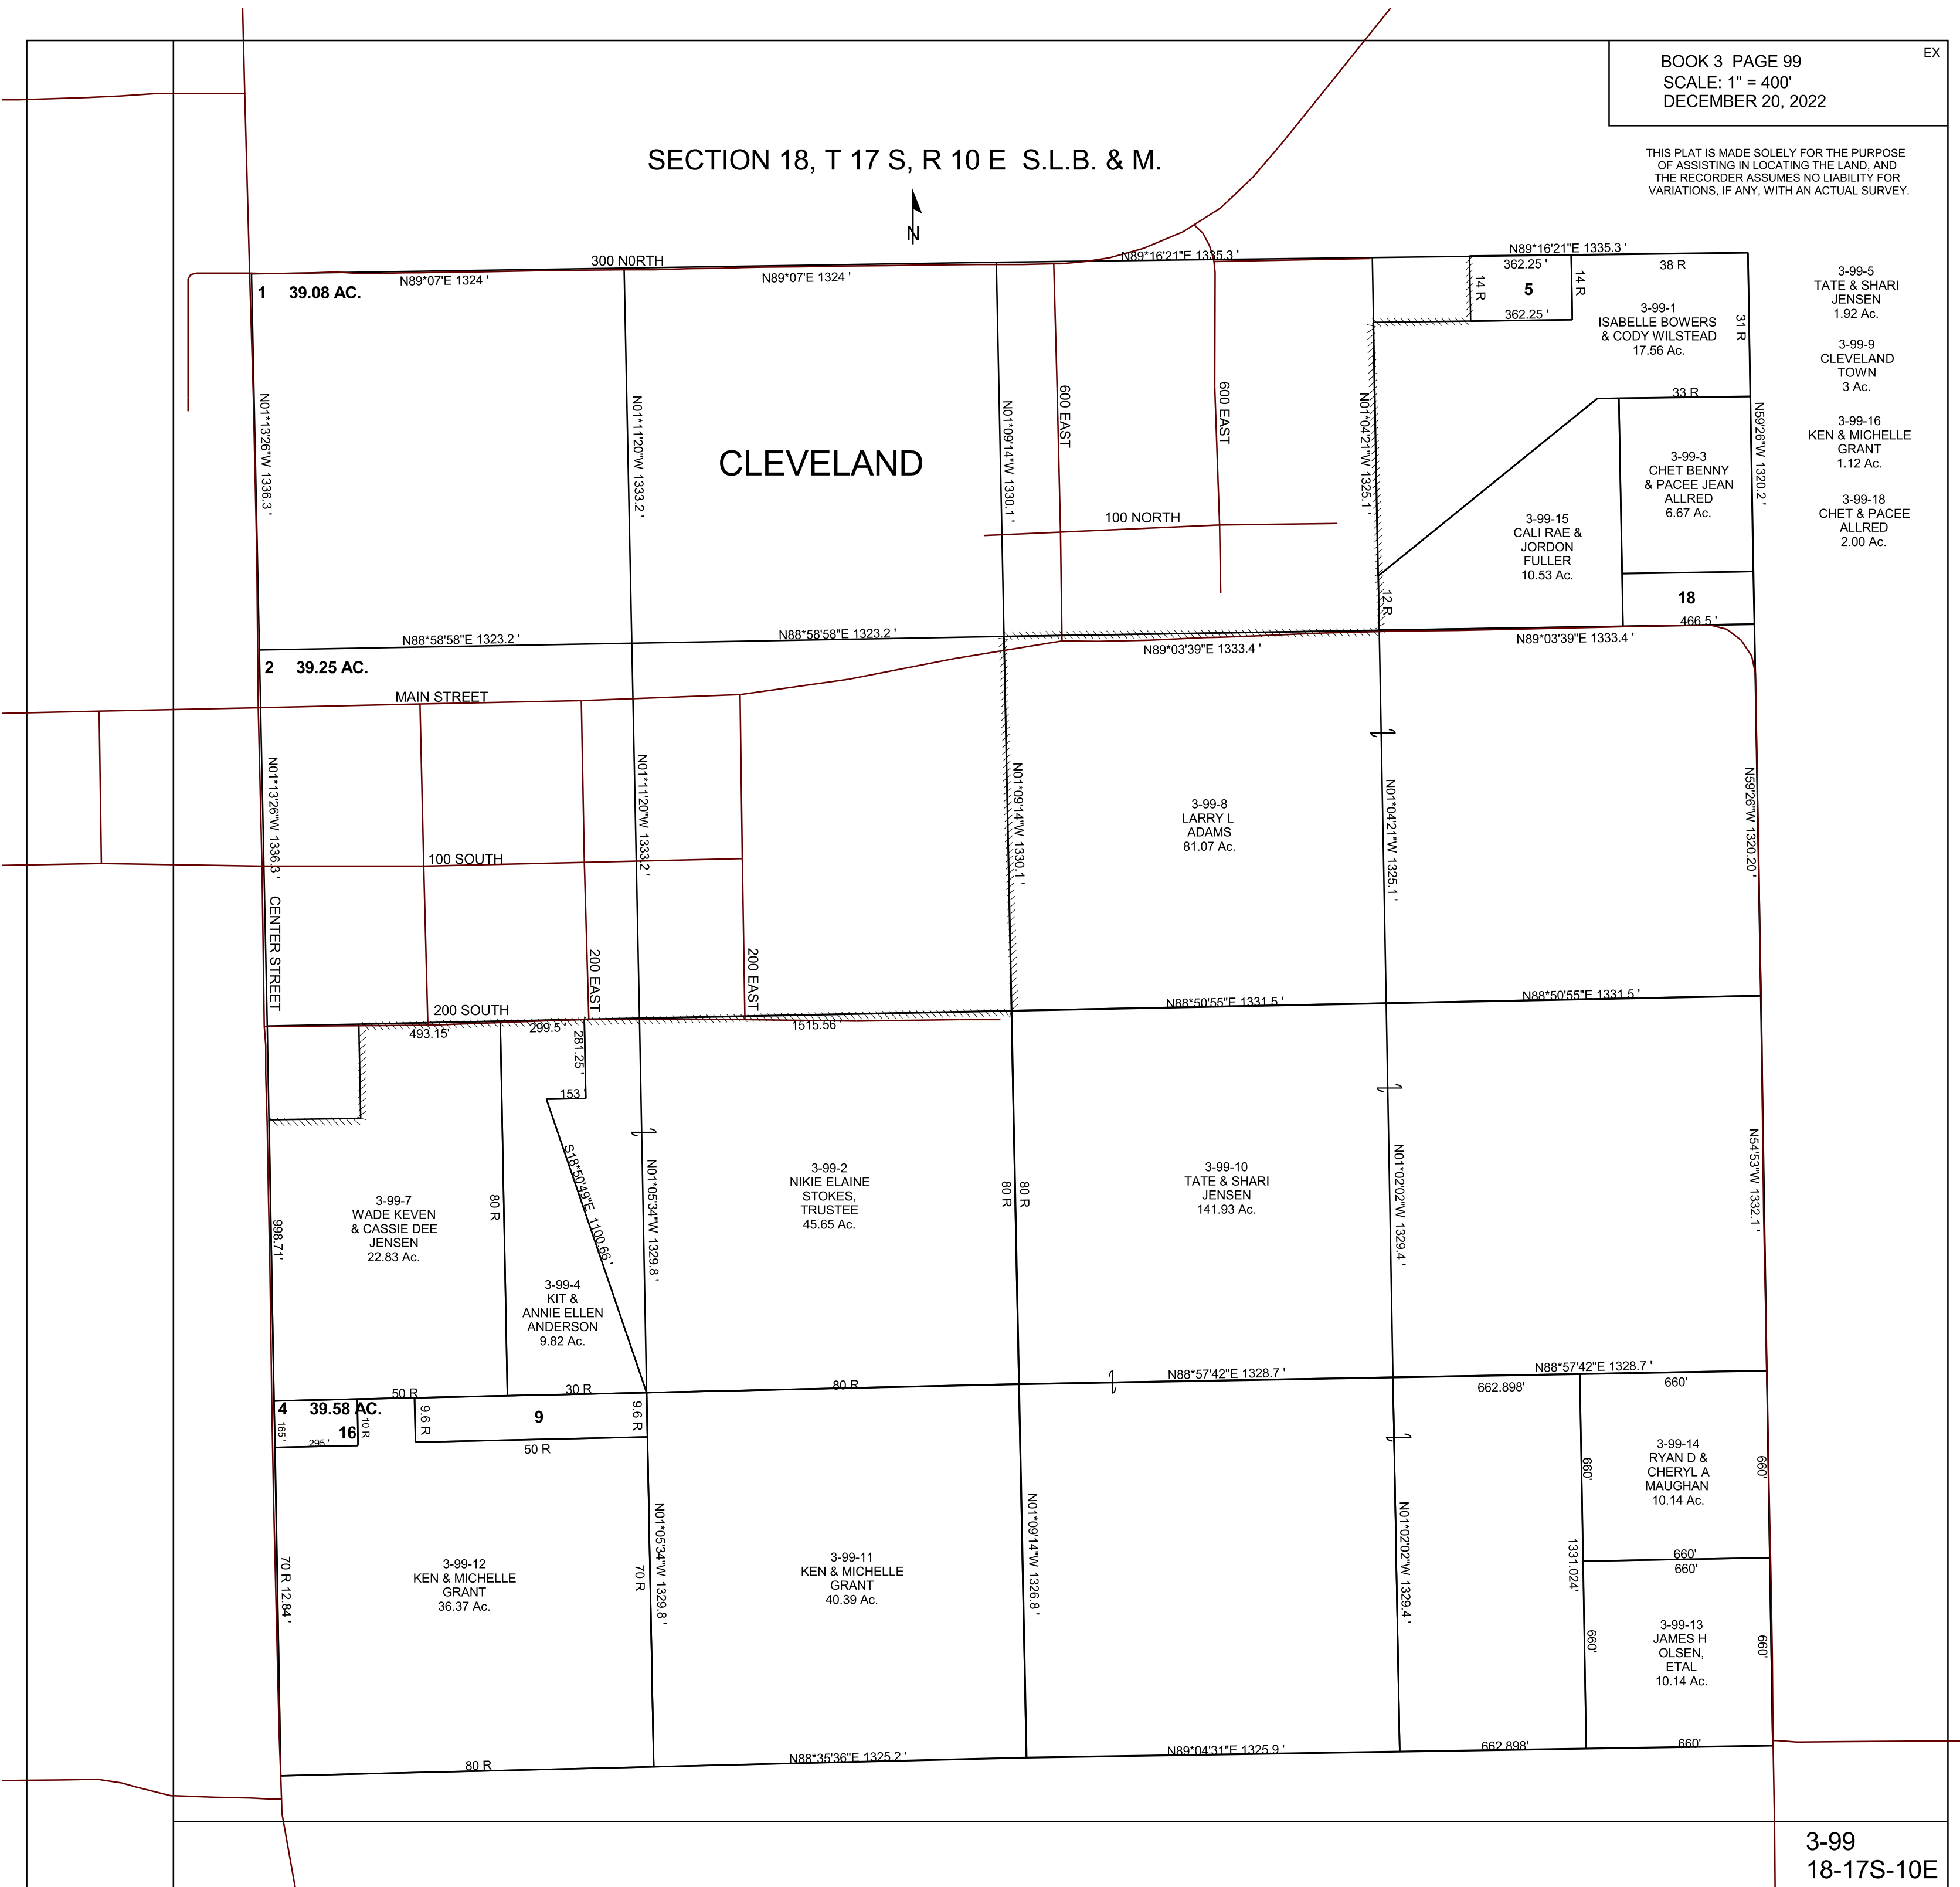 EX
BOOK 3 PAGE 99
SCALE: 1" = 400'
DECEMBER 20, 2022
THIS PLAT IS MADE SOLELY FOR THE PURPOSE
OF ASSISTING IN LOCATING THE LAND, AND
THE RECORDER ASSUMES NO LIABILITY FOR
VARIATIONS, IF ANY, WITH AN ACTUAL SURVEY.
SECTION 18, T 17 S, R 10 E S.L.B. & M.
N
300 N0RTH
N89*07'E 1324 '
N89*07'E 1324 '
N89*16'21"E 1335.3 '
N89*16'21"E 1335.3 '
1 39.08 AC.
362.25 '
38 R
14 R
5
14 R
362.25 '
3-99-1
ISABELLE BOWERS
& CODY WILSTEAD
17.56 Ac.
31 R
33 R
3-99-5
TATE & SHARI
JENSEN
1.92 Ac.
3-99-9
CLEVELAND
TOWN
3 Ac.
3-99-16
KEN & MICHELLE
GRANT
1.12 Ac.
3-99-18
CHET & PACEE
ALLRED
2.00 Ac.
N01*13'26"W 1336.3 '
N01*11'20"W 1333.2 '
CLEVELAND
N01*09'14"W 1330.1 '
600 EAST
600 EAST
N01*04'21"W 1325.1 '
N59'26"W 1320.2 '
100 NORTH
3-99-3
CHET BENNY
& PACEE JEAN
ALLRED
6.67 Ac.
3-99-15
CALI RAE &
JORDON
FULLER
10.53 Ac.
12 R
18
466.5 '
N88*58'58"E 1323.2 '
N88*58'58"E 1323.2 '
N89*03'39"E 1333.4 '
N89*03'39"E 1333.4 '
2 39.25 AC.
MAIN STREET
N01*13'26"W 1336.3 '
N01*11'20"W 1333.2 '
N01*09'14"W 1330.1 '
3-99-8
LARRY L
ADAMS
81.07 Ac.
N01*04'21"W 1325.1 '
N59'26"W 1320.20 '
100 SOUTH
CENTER STREET
200 EAST
200 EAST
200 SOUTH
N88*50'55"E 1331.5 '
N88*50'55"E 1331.5 '
493.15'
299.5 '
1515.56 '
281.25 '
153 '
S18*50'49"E 1100.66 '
N01*05'34"W 1329.8 '
3-99-7
WADE KEVEN
& CASSIE DEE
JENSEN
22.83 Ac.
998.71'
80 R
3-99-4
KIT &
ANNIE ELLEN
ANDERSON
9.82 Ac.
3-99-2
NIKIE ELAINE
STOKES,
TRUSTEE
45.65 Ac.
80 R
80 R
3-99-10
TATE & SHARI
JENSEN
141.93 Ac.
N01*02'02"W 1329.4 '
N54'53"W 1332.1 '
50 R
30 R
80 R
N88*57'42"E 1328.7 '
N88*57'42"E 1328.7 '
4 39.58 AC.
165 '
295 '
16
10 R
9.6 R
9
9.6 R
50 R
662.898'
660'
660'
3-99-14
RYAN D &
CHERYL A
MAUGHAN
10.14 Ac.
660'
660'
660'
1331.024'
70 R 12.84 '
3-99-12
KEN & MICHELLE
GRANT
36.37 Ac.
70 R
N01*05'34"W 1329.8 '
3-99-11
KEN & MICHELLE
GRANT
40.39 Ac.
N01*09'14"W 1326.8 '
N01*02'02"W 1329.4 '
660'
3-99-13
JAMES H
OLSEN,
ETAL
10.14 Ac.
660'
80 R
N88*35'36"E 1325.2 '
N89*04'31"E 1325.9 '
662.898'
660'
3-99
18-17S-10E